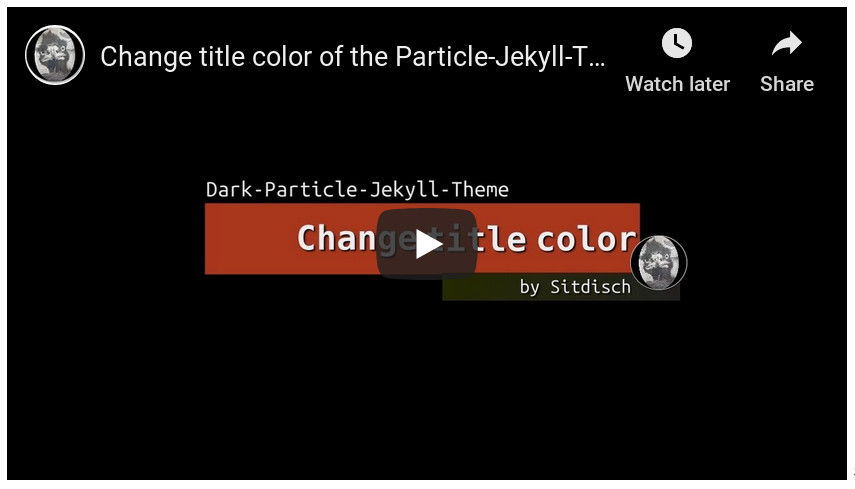 Change title color of the Particle-Jekyll-T...
Watch later
Share
Dark-Particle-Jekyll-Theme
Change title color
by Sitdisch